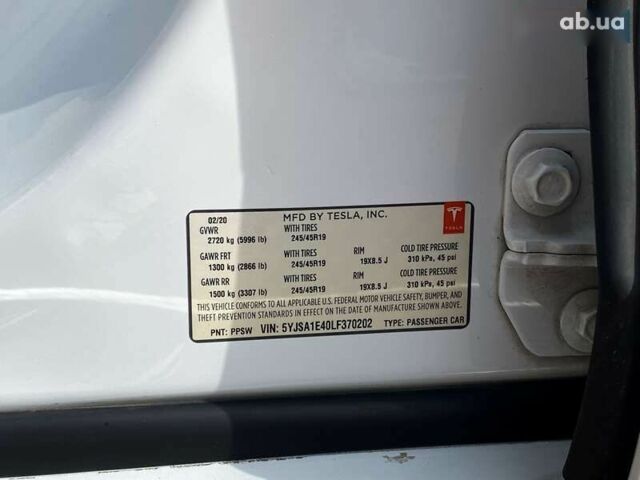 ab.ua
02/20 MFD BY TESLA, INC.
GVWR WITH TIRES
2720 kg (5996 lb) 245/45R19
TESLA
GAWR FRT WITH TIRES RIM COLD TIRE PRESSURE
1300 kg (2866 lb) 245/45R19 19X8.5 J 310 kPa, 45 psi
GAWR RR WITH TIRES RIM COLD TIRE PRESSURE
1500 kg (3307 lb) 245/45R19 19X8.5 J 310 kPa, 45 psi
THIS VEHICLE CONFORMS TO ALL APPLICABLE U.S. FEDERAL MOTOR VEHICLE SAFETY, BUMPER, AND
THEFT PREVENTION STANDARDS IN EFFECT ON THE DATE OF MANUFACTURE SHOWN ABOVE.
PNT: PPSW VIN: 5YJSA1E40LF370202 TYPE: PASSENGER CAR